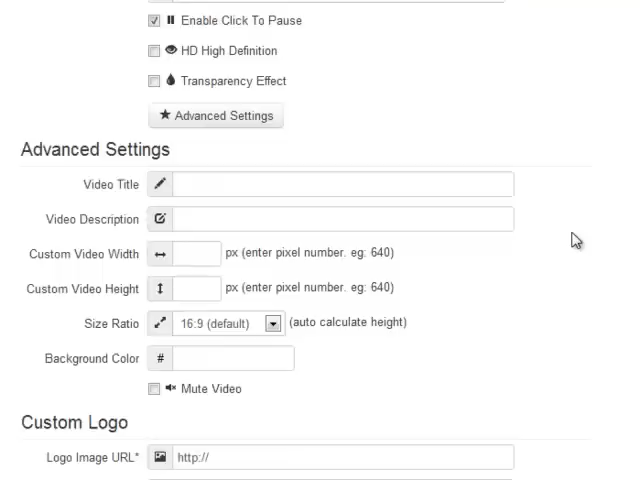 Enable Click To Pause
HD High Definition
Transparency Effect
Advanced Settings
Advanced Settings
Video Title
Video Description
Custom Video Width px (enter pixel number. eg: 640)
Custom Video Height px (enter pixel number. eg: 640)
Size Ratio 16:9 (default) (auto calculate height)
Background Color #
Mute Video
Custom Logo
Logo Image URL* http://